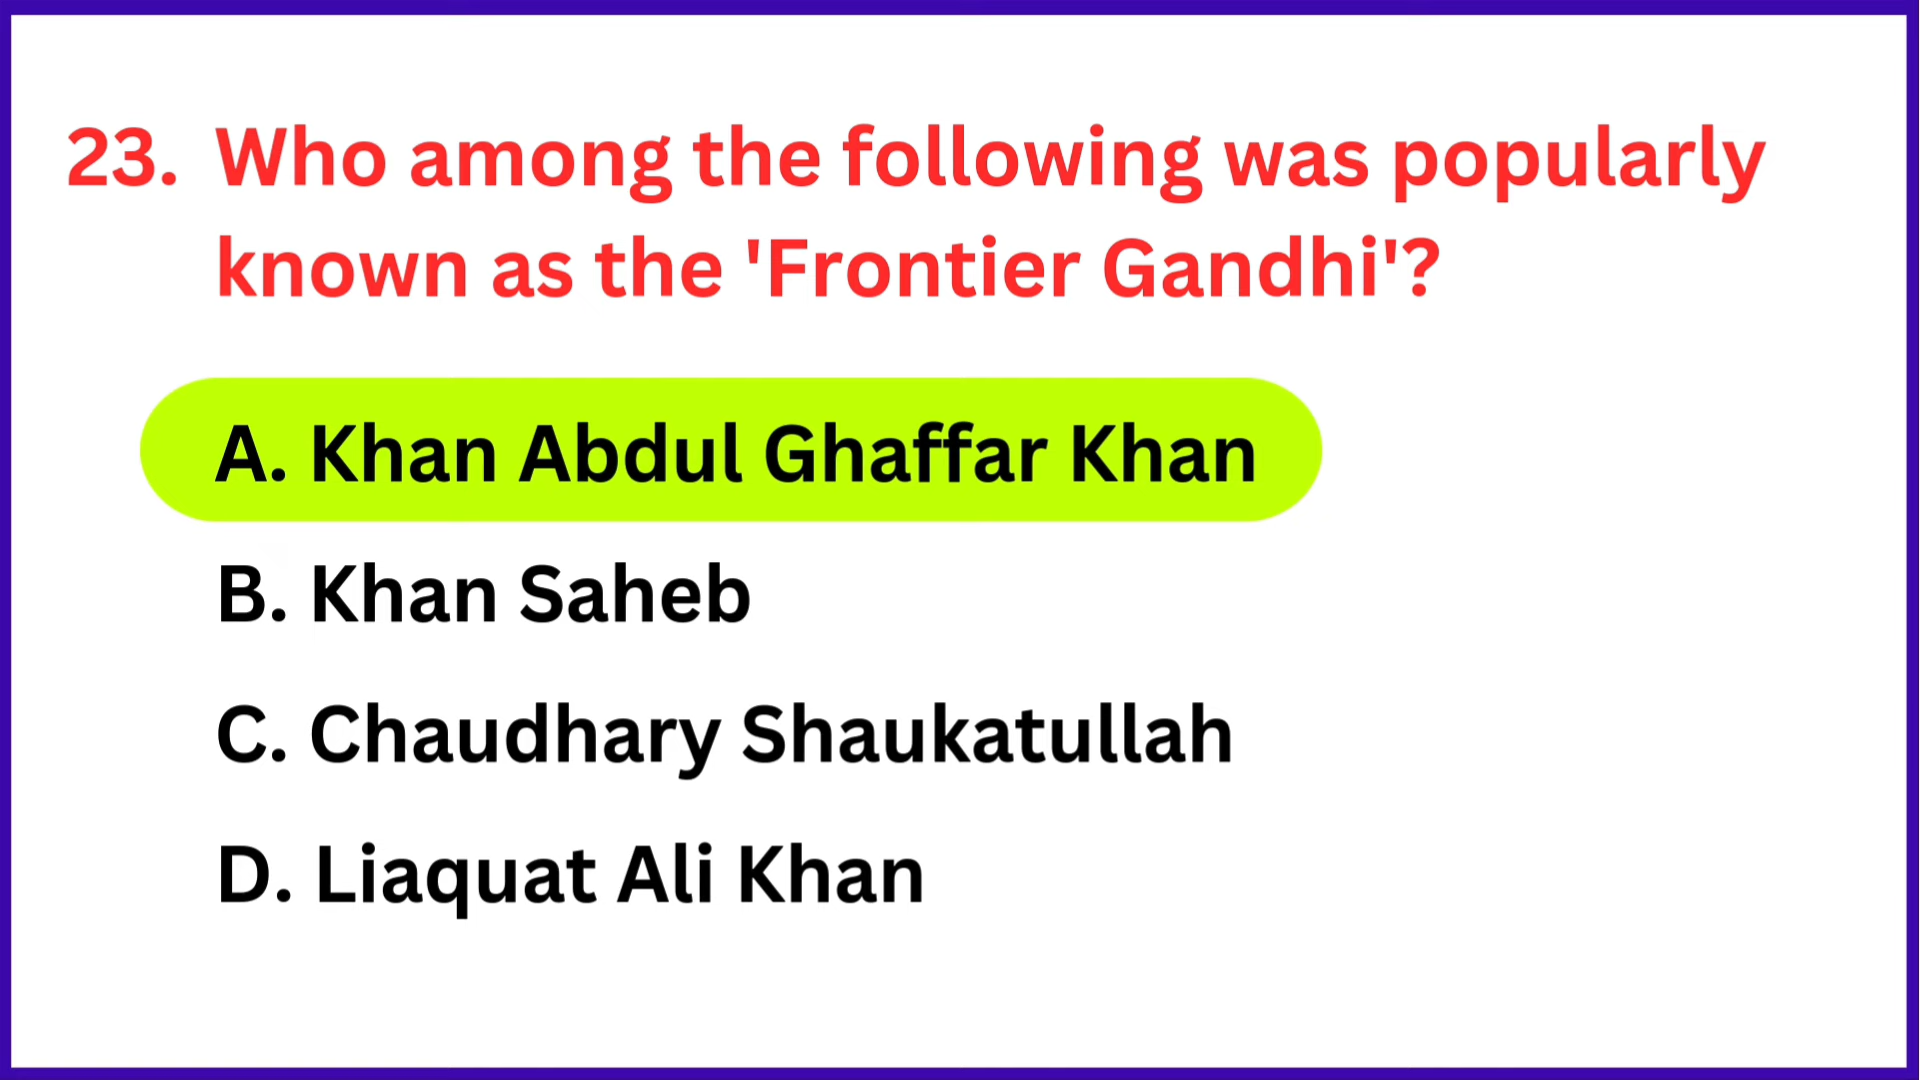 23. Who among the following was popularly
known as the 'Frontier Gandhi'?
A. Khan Abdul Ghaffar Khan
B. Khan Saheb
C. Chaudhary Shaukatullah
D. Liaquat Ali Khan